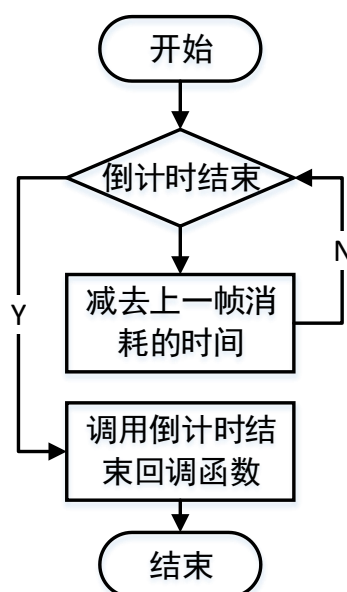 开始
倒计时结束
N
减去上一帧消
耗的时间
Y
调用倒计时结
束回调函数
结束